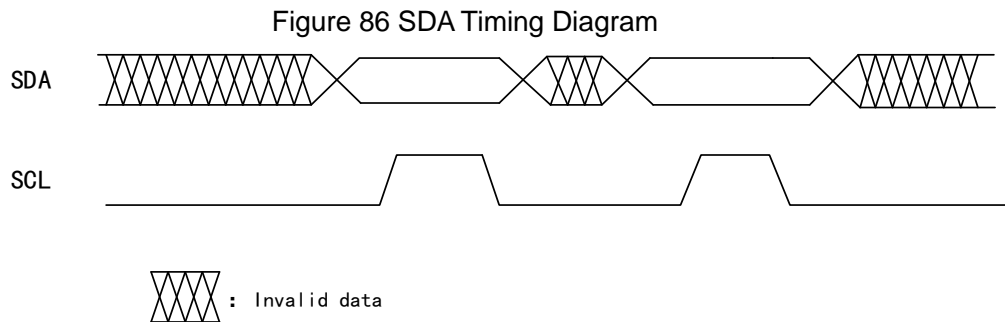 Figure 86 SDA Timing Diagram
SDA
SCL
: Invalid data